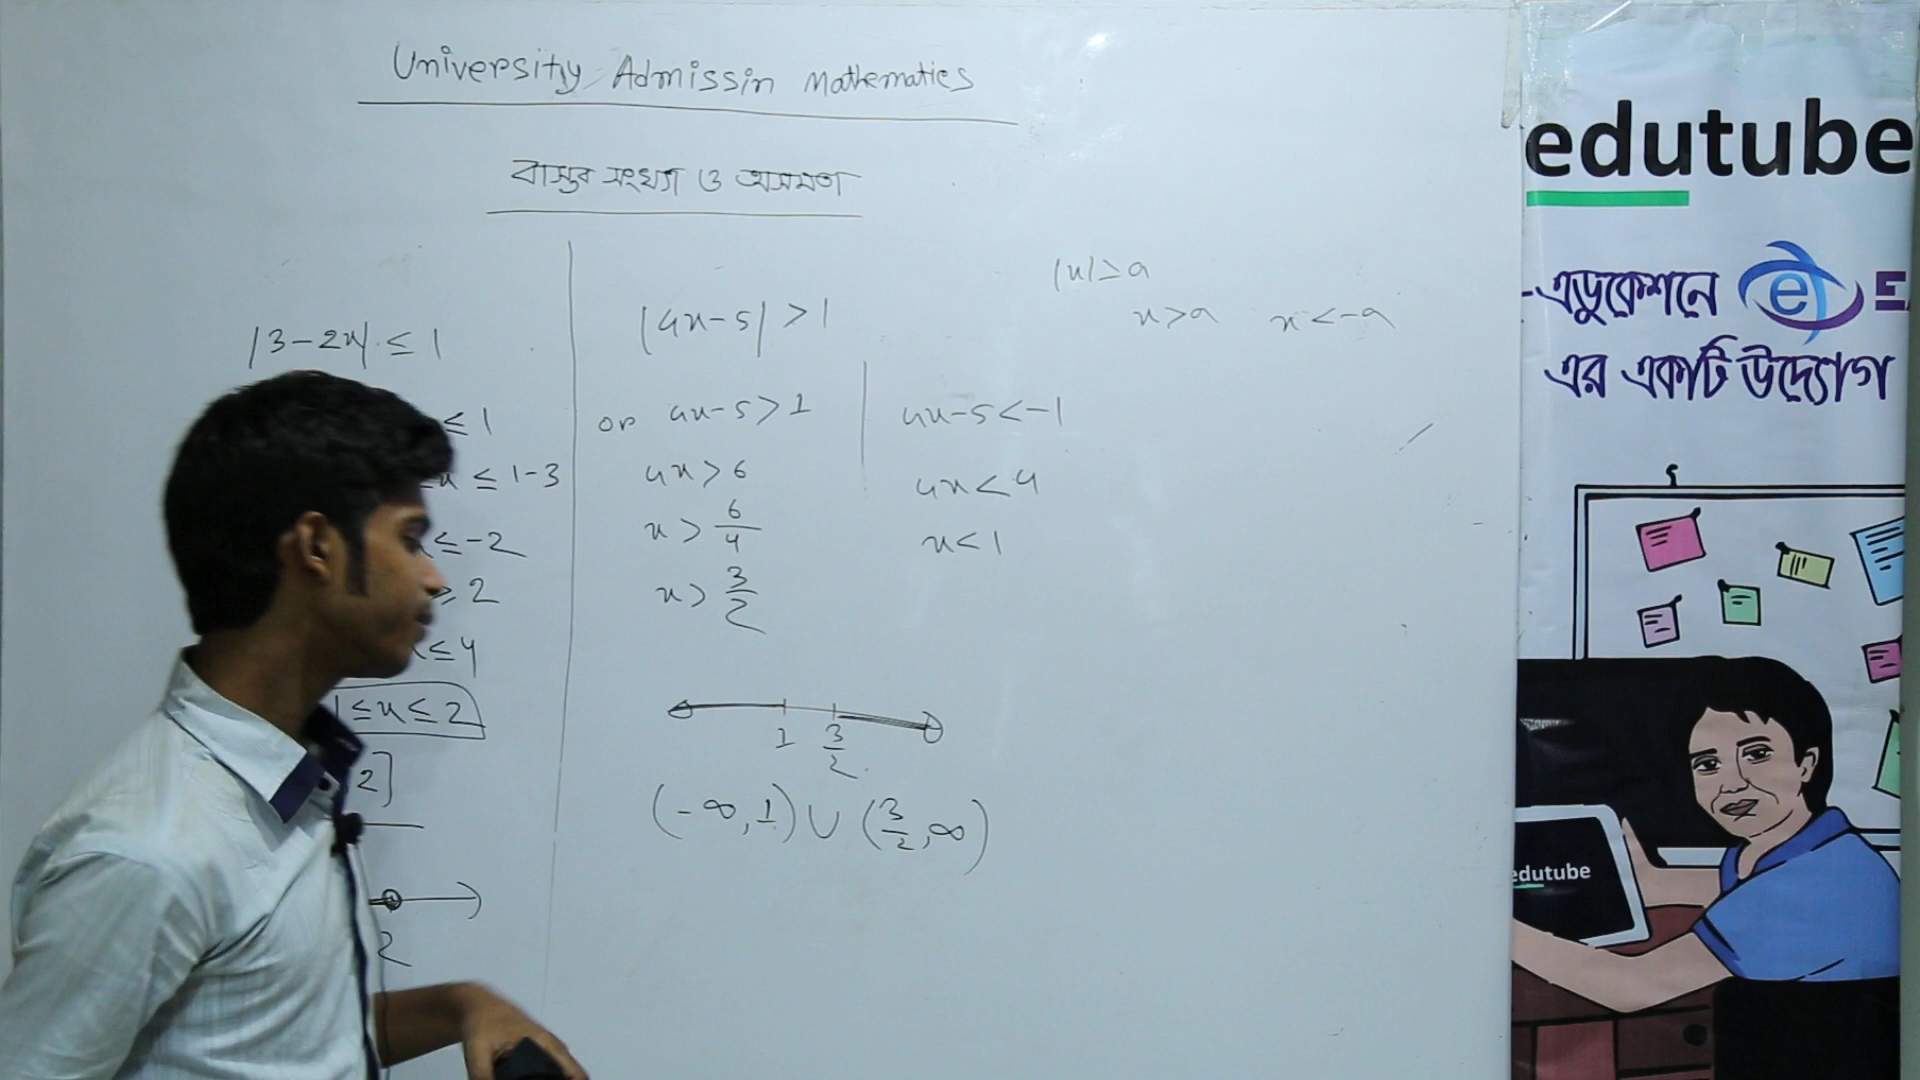 University Admissin Mathematics
বাস্তব সংখ্যা ও অসমতা
|3-2x| ≤ 1
≤ 1
x ≤ 1-3
≤ -2
≥ 2
≤ 4
1 ≤ x ≤ 2
2]
2
|4x-5| > 1
or 4x-5 > 1
4x > 6
x > 6/4
x > 3/2
4x-5 < -1
4x < 4
x < 1
1 3/2
(-∞, 1) ∪ (3/2, ∞)
|x| ≥ a
x > a x < -a
edutube
-এডুকেশনে e
এর একটি উদ্যোগ
edutube